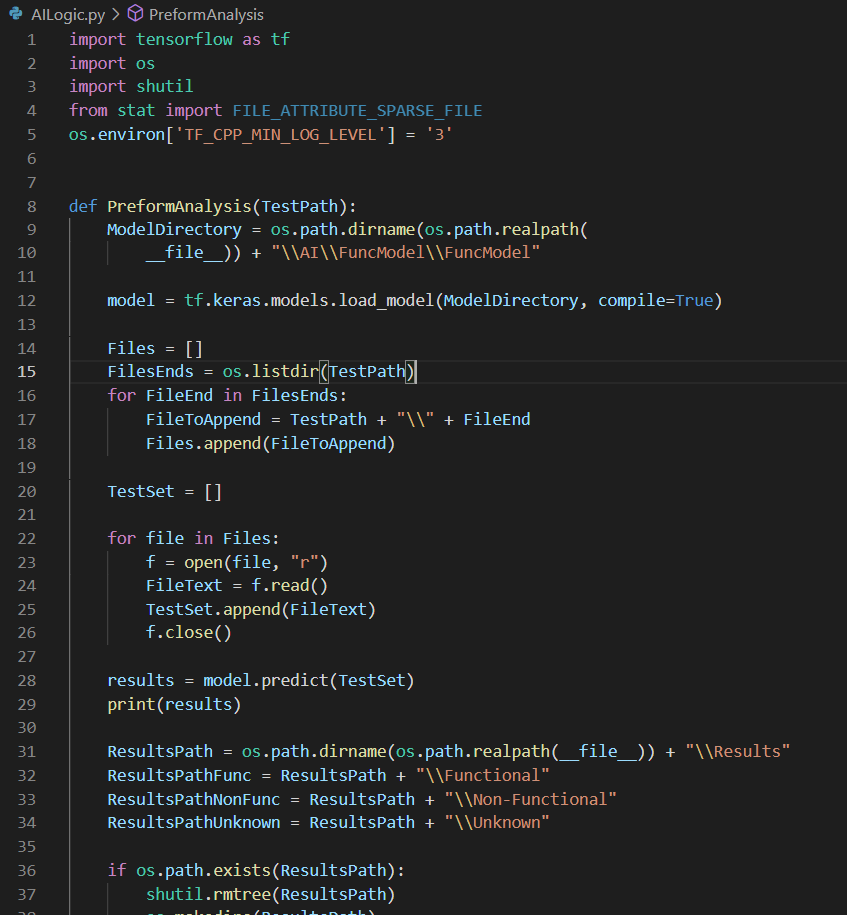 AILogic.py > PreformAnalysis
1 import tensorflow as tf
2 import os
3 import shutil
4 from stat import FILE_ATTRIBUTE_SPARSE_FILE
5 os.environ['TF_CPP_MIN_LOG_LEVEL'] = '3'
6
7
8 def PreformAnalysis(TestPath):
9     ModelDirectory = os.path.dirname(os.path.realpath(
10         __file__)) + "\\AI\\FuncModel\\FuncModel"
11
12     model = tf.keras.models.load_model(ModelDirectory, compile=True)
13
14     Files = []
15     FilesEnds = os.listdir(TestPath)
16     for FileEnd in FilesEnds:
17         FileToAppend = TestPath + "\\" + FileEnd
18         Files.append(FileToAppend)
19
20     TestSet = []
21
22     for file in Files:
23         f = open(file, "r")
24         FileText = f.read()
25         TestSet.append(FileText)
26         f.close()
27
28     results = model.predict(TestSet)
29     print(results)
30
31     ResultsPath = os.path.dirname(os.path.realpath(__file__)) + "\\Results"
32     ResultsPathFunc = ResultsPath + "\\Functional"
33     ResultsPathNonFunc = ResultsPath + "\\Non-Functional"
34     ResultsPathUnknown = ResultsPath + "\\Unknown"
35
36     if os.path.exists(ResultsPath):
37         shutil.rmtree(ResultsPath)